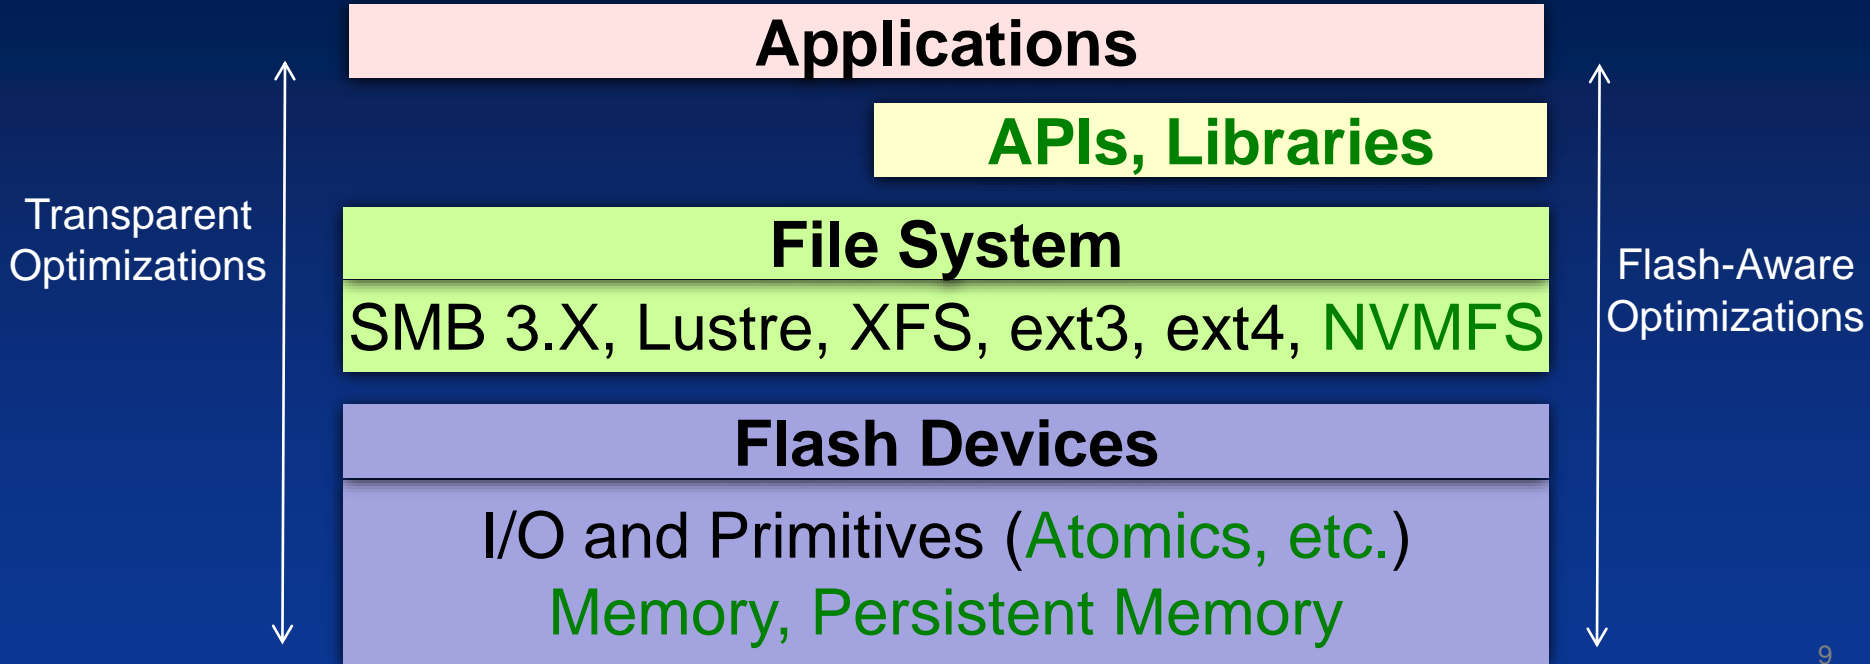 Applications
APIs, Libraries
Transparent
Optimizations
File System
SMB 3.X, Lustre, XFS, ext3, ext4, NVMFS
Flash-Aware
Optimizations
Flash Devices
I/O and Primitives (Atomics, etc.)
Memory, Persistent Memory
9